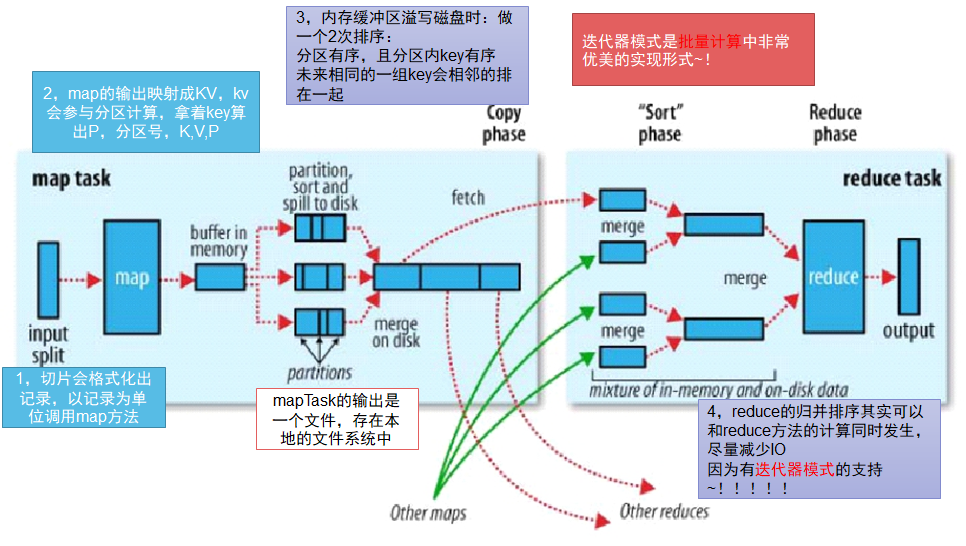 3，内存缓冲区溢写磁盘时：做
一个2次排序：
分区有序，且分区内key有序
未来相同的一组key会相邻的排
在一起
迭代器模式是批量计算中非常
优美的实现形式~！
2，map的输出映射成KV，kv
会参与分区计算，拿着key算
出P，分区号，K,V,P
Copy
phase
“Sort”
phase
Reduce
phase
map task
partition,
sort and
spill to disk
fetch
reduce task
buffer in
memory
map
merge
merge
reduce
input
split
merge
on disk
merge
output
partitions
mixture of in-memory and on-disk data
1，切片会格式化出
记录，以记录为单
位调用map方法
mapTask的输出是
一个文件，存在本
地的文件系统中
4，reduce的归并排序其实可以
和reduce方法的计算同时发生，
尽量减少IO
因为有迭代器模式的支持
~！！！！！
Other maps
Other reduces